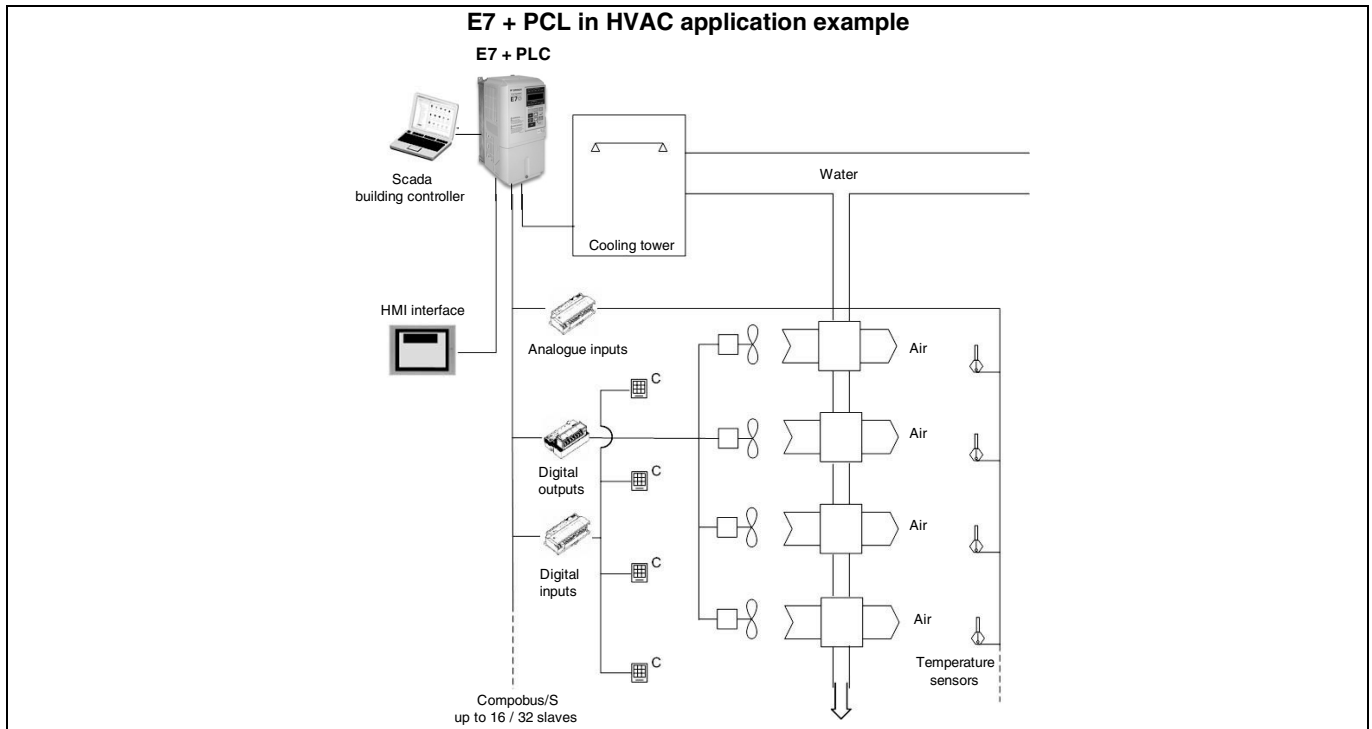 E7 + PCL in HVAC application example
E7 + PLC
E7
Scada
building controller
Water
Cooling tower
HMI interface
Analogue inputs
Air
C
Air
Digital
outputs
C
Air
Digital
inputs
C
Air
C
Temperature
sensors
Compobus/S
up to 16 / 32 slaves